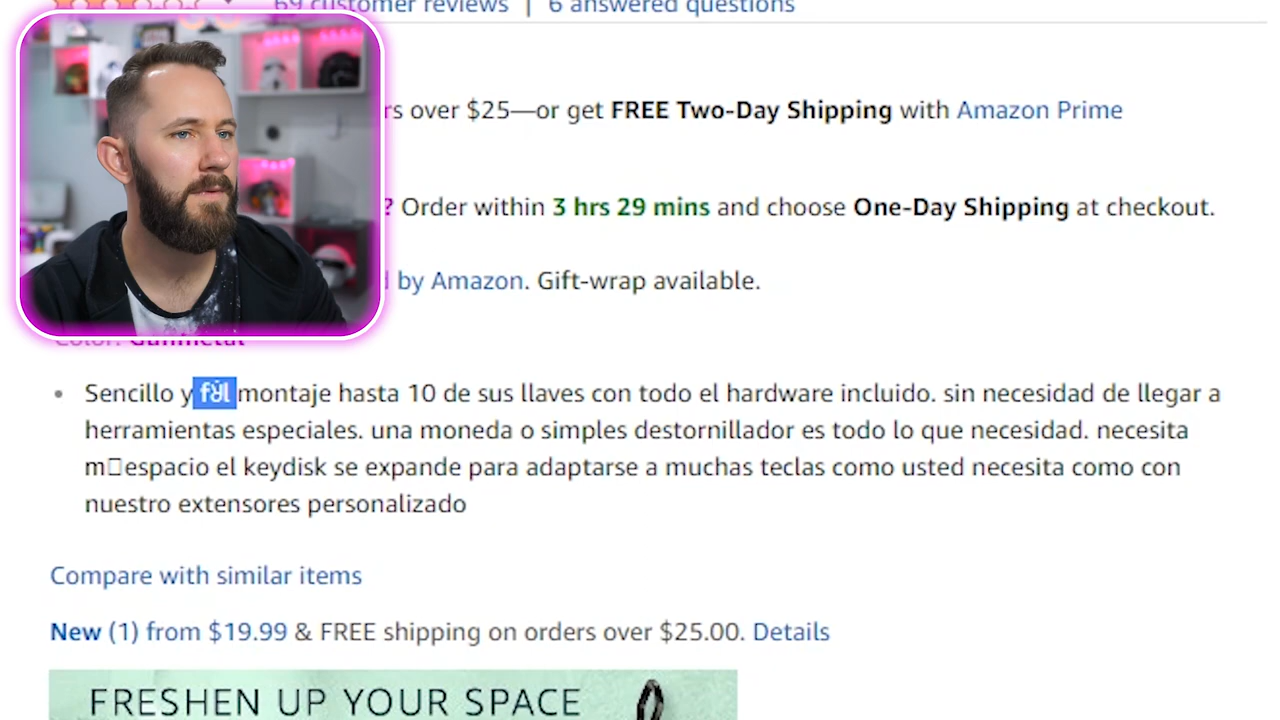 69 customer reviews | 6 answered questions
rs over $25—or get FREE Two-Day Shipping with Amazon Prime
? Order within 3 hrs 29 mins and choose One-Day Shipping at checkout.
by Amazon. Gift-wrap available.
Color: Gunmetal
• Sencillo y montaje hasta 10 de sus llaves con todo el hardware incluido. sin necesidad de llegar a
herramientas especiales. una moneda o simples destornillador es todo lo que necesidad. necesita
m□espacio el keydisk se expande para adaptarse a muchas teclas como usted necesita como con
nuestro extensores personalizado
Compare with similar items
New (1) from $19.99 & FREE shipping on orders over $25.00. Details
FRESHEN UP YOUR SPACE